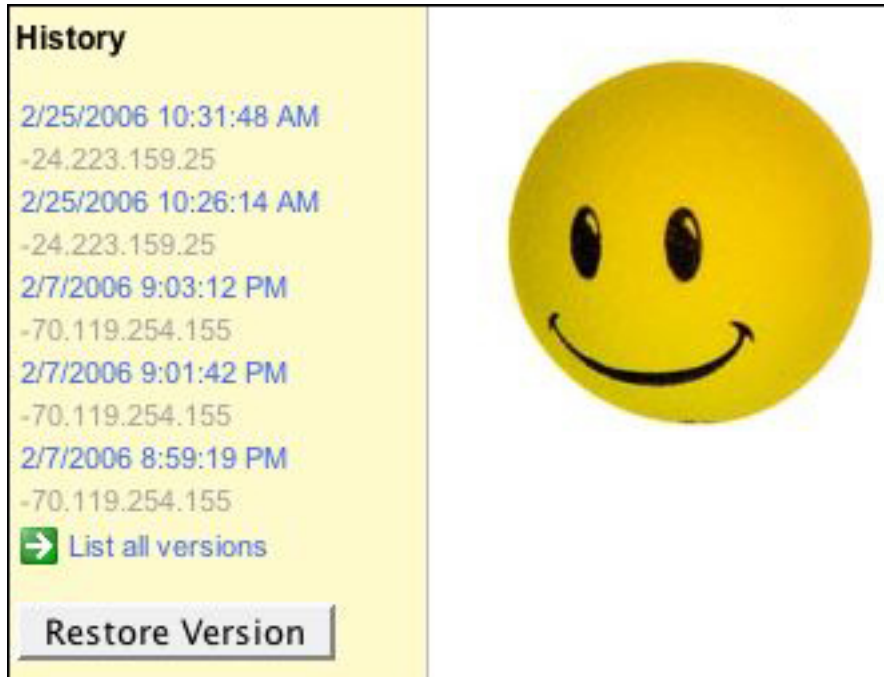 History
2/25/2006 10:31:48 AM
-24.223.159.25
2/25/2006 10:26:14 AM
-24.223.159.25
2/7/2006 9:03:12 PM
-70.119.254.155
2/7/2006 9:01:42 PM
-70.119.254.155
2/7/2006 8:59:19 PM
-70.119.254.155
List all versions
Restore Version